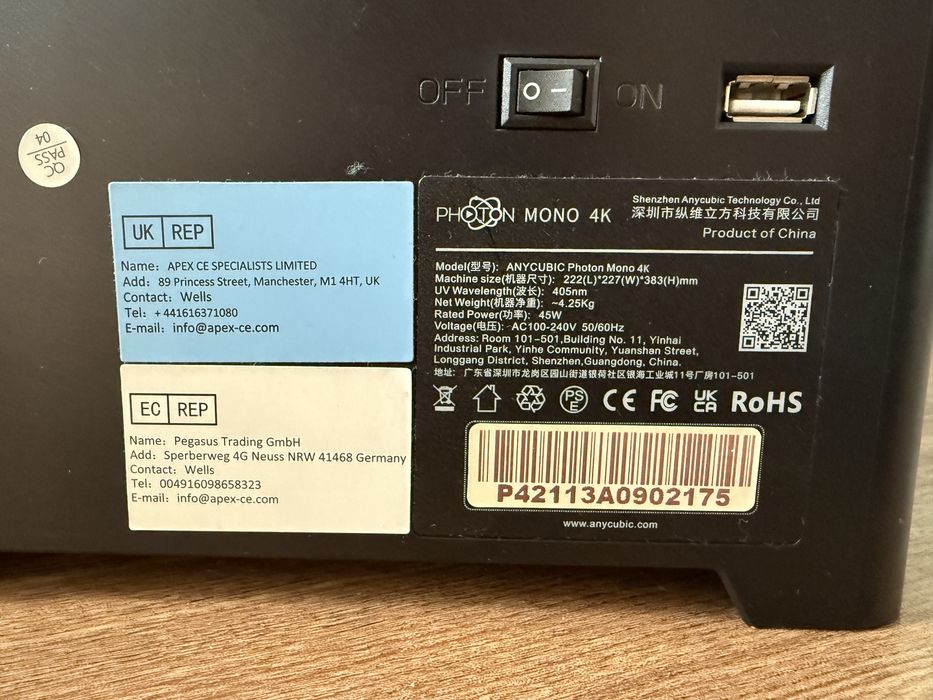 OFF
ON
QC
PASS
04
UK REP
Name: APEX CE SPECIALISTS LIMITED
Add: 89 Princess Street, Manchester, M1 4HT, UK
Contact: Wells
Tel: +441616371080
E-mail: info@apex-ce.com
EC REP
Name: Pegasus Trading GmbH
Add: Sperberweg 4G Neuss NRW 41468 Germany
Contact: Wells
Tel: 004916098658323
E-mail: info@apex-ce.com
PHOTON MONO 4K
Shenzhen Anycubic Technology Co., Ltd
深圳市纵维立方科技有限公司
Product of China
Model(型号): ANYCUBIC Photon Mono 4K
Machine size(机器尺寸): 222(L)*227(W)*383(H)mm
UV Wavelength(波长): 405nm
Net Weight(机器净重): ~4.25Kg
Rated Power(功率): 45W
Voltage(电压): AC100-240V 50/60Hz
Address: Room 101-501,Building No. 11, Yinhai
Industrial Park, Yinhe Community, Yuanshan Street,
Longgang District, Shenzhen,Guangdong, China.
地址: 广东省深圳市龙岗区园山街道银荷社区银海工业城11号厂房101-501
PS E CE FC UK CA RoHS
P42113A0902175
www.anycubic.com